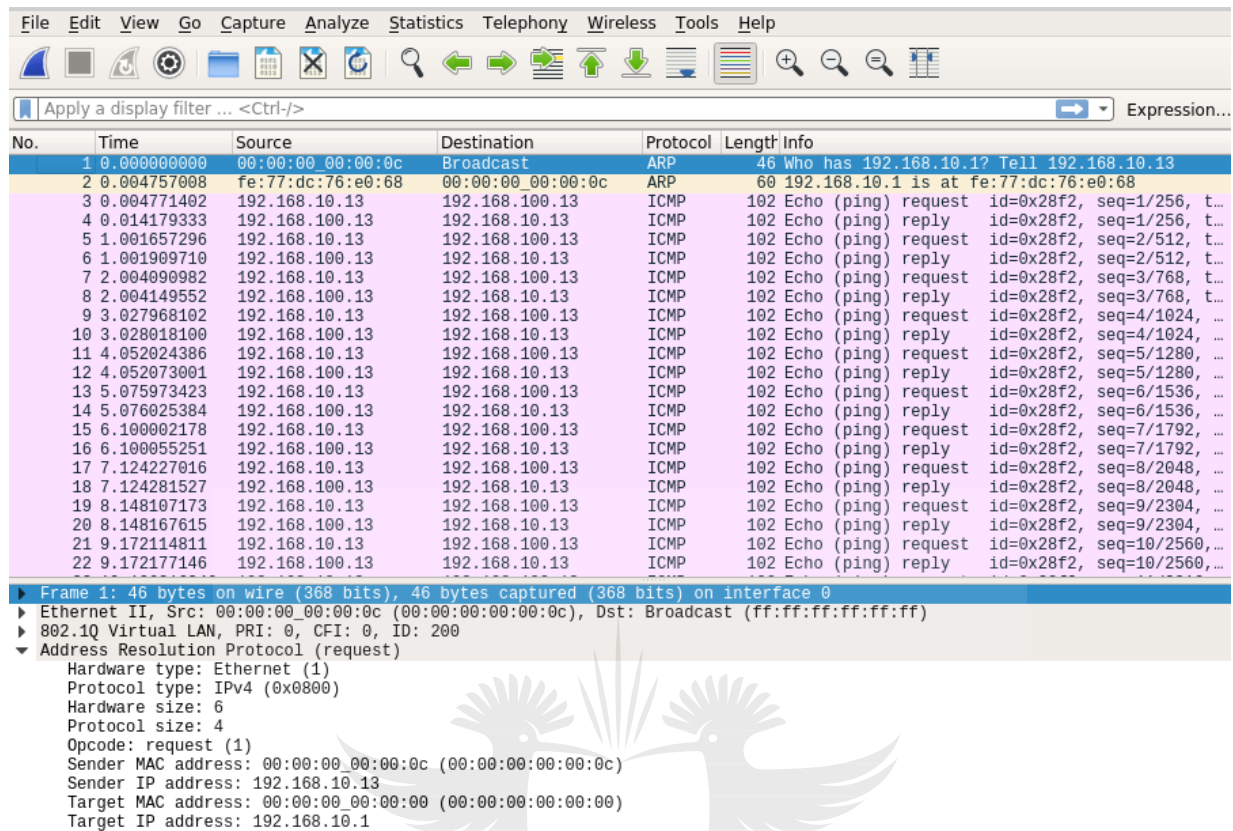 File Edit View Go Capture Analyze Statistics Telephony Wireless Tools Help
Apply a display filter ... <Ctrl-/> Expression...
No. Time Source Destination Protocol Length Info
1 0.000000000 00:00:00_00:00:0c Broadcast ARP 46 Who has 192.168.10.1? Tell 192.168.10.13
2 0.004757008 fe:77:dc:76:e0:68 00:00:00_00:00:0c ARP 60 192.168.10.1 is at fe:77:dc:76:e0:68
3 0.004771402 192.168.10.13 192.168.100.13 ICMP 102 Echo (ping) request id=0x28f2, seq=1/256, t…
4 0.014179333 192.168.100.13 192.168.10.13 ICMP 102 Echo (ping) reply id=0x28f2, seq=1/256, t…
5 1.001657296 192.168.10.13 192.168.100.13 ICMP 102 Echo (ping) request id=0x28f2, seq=2/512, t…
6 1.001909710 192.168.100.13 192.168.10.13 ICMP 102 Echo (ping) reply id=0x28f2, seq=2/512, t…
7 2.004090982 192.168.10.13 192.168.100.13 ICMP 102 Echo (ping) request id=0x28f2, seq=3/768, t…
8 2.004149552 192.168.100.13 192.168.10.13 ICMP 102 Echo (ping) reply id=0x28f2, seq=3/768, t…
9 3.027968102 192.168.10.13 192.168.100.13 ICMP 102 Echo (ping) request id=0x28f2, seq=4/1024, …
10 3.028018100 192.168.100.13 192.168.10.13 ICMP 102 Echo (ping) reply id=0x28f2, seq=4/1024, …
11 4.052024386 192.168.10.13 192.168.100.13 ICMP 102 Echo (ping) request id=0x28f2, seq=5/1280, …
12 4.052073001 192.168.100.13 192.168.10.13 ICMP 102 Echo (ping) reply id=0x28f2, seq=5/1280, …
13 5.075973423 192.168.10.13 192.168.100.13 ICMP 102 Echo (ping) request id=0x28f2, seq=6/1536, …
14 5.076025384 192.168.100.13 192.168.10.13 ICMP 102 Echo (ping) reply id=0x28f2, seq=6/1536, …
15 6.100002178 192.168.10.13 192.168.100.13 ICMP 102 Echo (ping) request id=0x28f2, seq=7/1792, …
16 6.100055251 192.168.100.13 192.168.10.13 ICMP 102 Echo (ping) reply id=0x28f2, seq=7/1792, …
17 7.124227016 192.168.10.13 192.168.100.13 ICMP 102 Echo (ping) request id=0x28f2, seq=8/2048, …
18 7.124281527 192.168.100.13 192.168.10.13 ICMP 102 Echo (ping) reply id=0x28f2, seq=8/2048, …
19 8.148107173 192.168.10.13 192.168.100.13 ICMP 102 Echo (ping) request id=0x28f2, seq=9/2304, …
20 8.148167615 192.168.100.13 192.168.10.13 ICMP 102 Echo (ping) reply id=0x28f2, seq=9/2304, …
21 9.172114811 192.168.10.13 192.168.100.13 ICMP 102 Echo (ping) request id=0x28f2, seq=10/2560,…
22 9.172177146 192.168.100.13 192.168.10.13 ICMP 102 Echo (ping) reply id=0x28f2, seq=10/2560,…
Frame 1: 46 bytes on wire (368 bits), 46 bytes captured (368 bits) on interface 0
Ethernet II, Src: 00:00:00_00:00:0c (00:00:00:00:00:0c), Dst: Broadcast (ff:ff:ff:ff:ff:ff)
802.1Q Virtual LAN, PRI: 0, CFI: 0, ID: 200
Address Resolution Protocol (request)
Hardware type: Ethernet (1)
Protocol type: IPv4 (0x0800)
Hardware size: 6
Protocol size: 4
Opcode: request (1)
Sender MAC address: 00:00:00_00:00:0c (00:00:00:00:00:0c)
Sender IP address: 192.168.10.13
Target MAC address: 00:00:00_00:00:00 (00:00:00:00:00:00)
Target IP address: 192.168.10.1